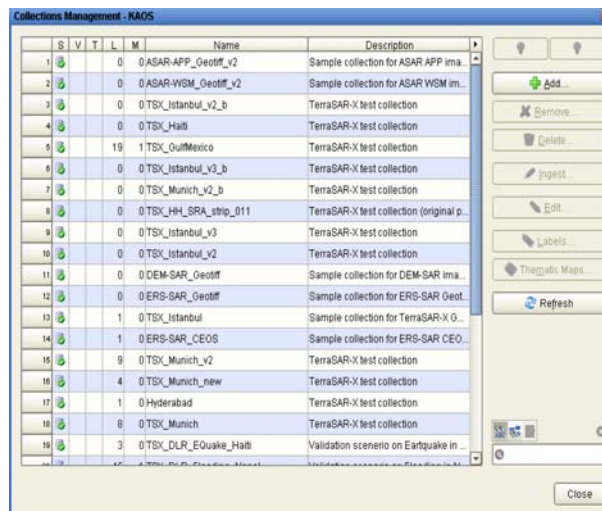 Collections Management - KAOS
S V T L M Name Description
1 0 0 ASAR-APP_Geotiff_v2 Sample collection for ASAR APP ima...
2 0 0 ASAR-WSM_Geotiff_v2 Sample collection for ASAR WSM im...
3 0 0 TSX_Istanbul_v2_b TerraSAR-X test collection
4 0 0 TSX_Haiti TerraSAR-X test collection
5 19 1 TSX_GulfMexico TerraSAR-X test collection
6 0 0 TSX_Istanbul_v3_b TerraSAR-X test collection
7 0 0 TSX_Munich_v2_b TerraSAR-X test collection
8 0 0 TSX_HH_SRA_strip_011 TerraSAR-X test collection (original p...
9 0 0 TSX_Istanbul_v3 TerraSAR-X test collection
10 0 0 TSX_Istanbul_v2 TerraSAR-X test collection
11 0 0 DEM-SAR_Geotiff Sample collection for DEM-SAR ima...
12 0 0 ERS-SAR_Geotiff Sample collection for ERS-SAR Geot...
13 1 0 TSX_Istanbul Sample collection for TerraSAR-X G...
14 1 0 ERS-SAR_CEOS Sample collection for ERS-SAR CEO...
15 9 0 TSX_Munich_v2 TerraSAR-X test collection
16 4 0 TSX_Munich_new TerraSAR-X test collection
17 1 0 Hyderabad TerraSAR-X test collection
18 8 0 TSX_Munich TerraSAR-X test collection
19 3 0 TSX_DLR_EQuake_Haiti Validation scenerio on Eartquake in ...
Add...
Remove...
Delete...
Ingest...
Edit...
Labels...
Thematic Maps...
Refresh
Close